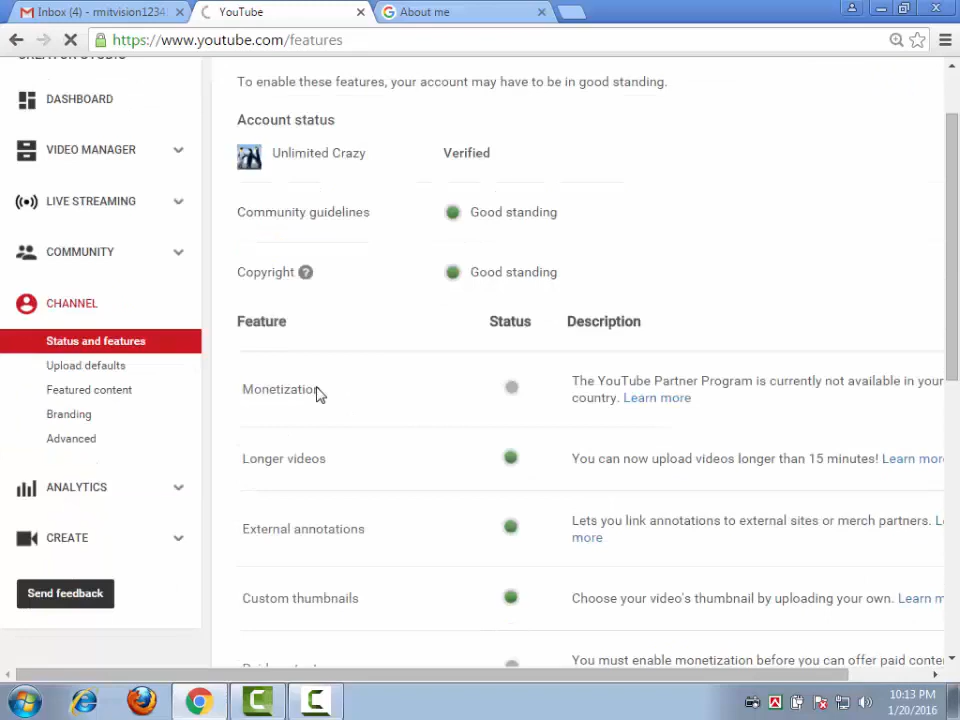 Inbox (4) - rmitvision1234
YouTube
About me
https://www.youtube.com/features
CREATOR STUDIO
DASHBOARD
VIDEO MANAGER
LIVE STREAMING
COMMUNITY
CHANNEL
Status and features
Upload defaults
Featured content
Branding
Advanced
ANALYTICS
CREATE
Send feedback
To enable these features, your account may have to be in good standing.
Account status
Unlimited Crazy Verified
Community guidelines Good standing
Copyright ? Good standing
Feature Status Description
Monetization The YouTube Partner Program is currently not available in your
country. Learn more
Longer videos You can now upload videos longer than 15 minutes! Learn more
External annotations Lets you link annotations to external sites or merch partners. L
more
Custom thumbnails Choose your video's thumbnail by uploading your own. Learn m
You must enable monetization before you can offer paid conte
10:13 PM
1/20/2016